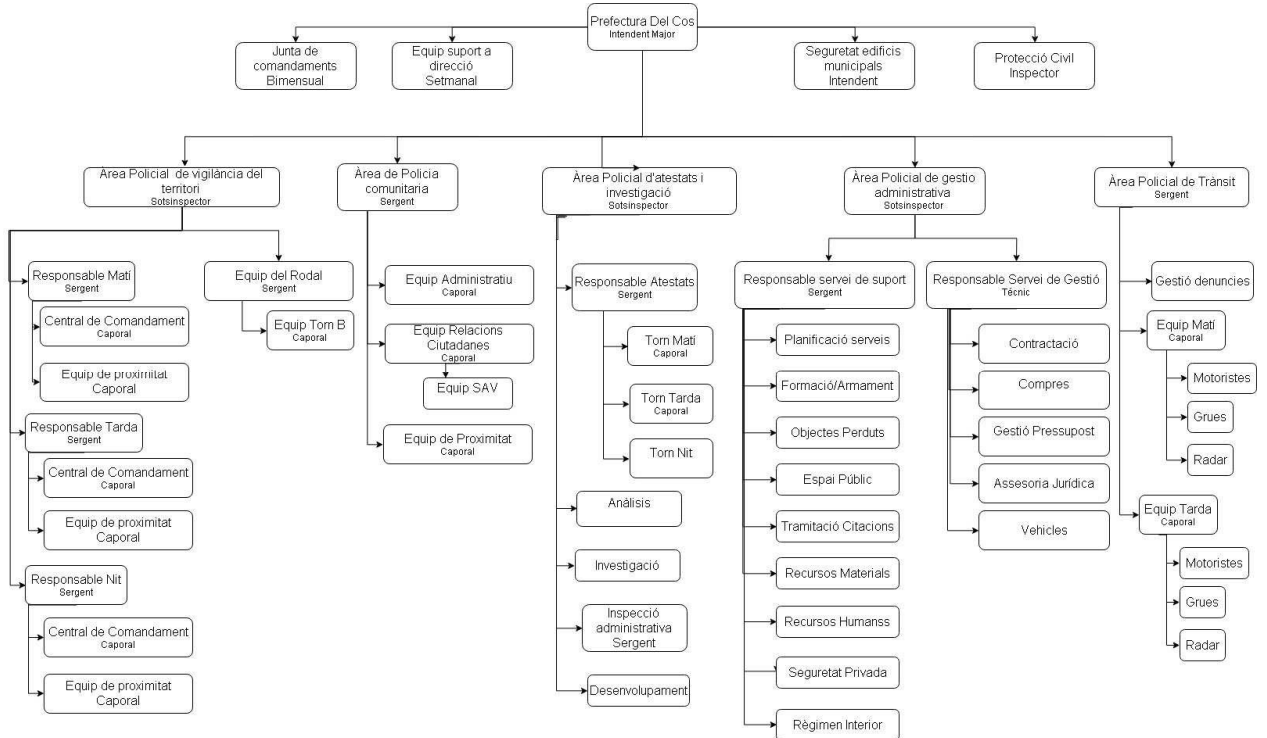 Prefectura Del Cos
Intendent Major
Junta de
comandaments
Bimensual
Equip suport a
direcció
Setmanal
Seguretat edificis
municipals
Intendent
Protecció Civil
Inspector
Àrea Policial de vigilància del
territori
Sotsinspector
Àrea de Policia
comunitaria
Sergent
Àrea Policial d'atestats i
investigació
Sotsinspector
Àrea Policial de gestio
administrativa
Sotsinspector
Àrea Policial de Trànsit
Sergent
Responsable Matí
Sergent
Central de Comandament
Caporal
Equip de proximitat
Caporal
Responsable Tarda
Sergent
Central de Comandament
Caporal
Equip de proximitat
Caporal
Responsable Nit
Sergent
Central de Comandament
Caporal
Equip de proximitat
Caporal
Equip del Rodal
Sergent
Equip Torn B
Caporal
Equip Administratiu
Caporal
Equip Relacions
Ciutadanes
Caporal
Equip SAV
Equip de Proximitat
Caporal
Responsable Atestats
Sergent
Torn Matí
Caporal
Torn Tarda
Caporal
Torn Nit
Anàlisis
Investigació
Inspecció
administrativa
Sergent
Desenvolupament
Responsable servei de suport
Sergent
Planificació serveis
Formació/Armament
Objectes Perduts
Espai Públic
Tramitació Citacions
Recursos Materials
Recursos Humanss
Seguretat Privada
Règimen Interior
Responsable Servei de Gestió
Técnic
Contractació
Compres
Gestió Pressupost
Assesoria Jurídica
Vehicles
Gestió denuncies
Equip Matí
Caporal
Motoristes
Grues
Radar
Equip Tarda
Caporal
Motoristes
Grues
Radar